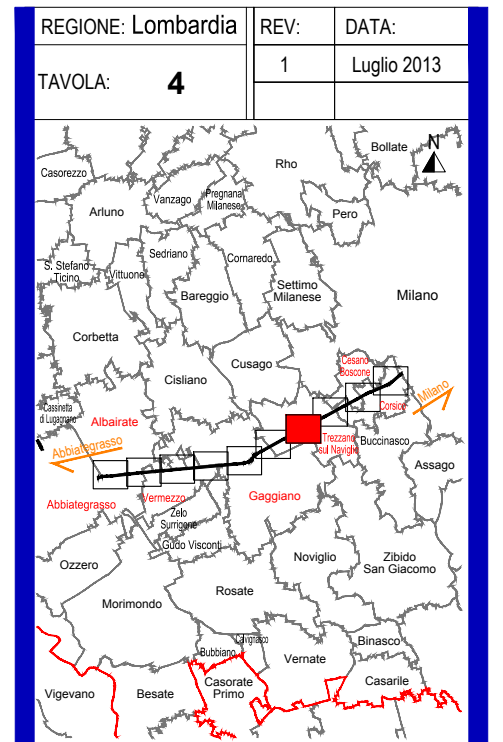 REGIONE: Lombardia
REV:
DATA:
1
Luglio 2013
TAVOLA:
4
N
Bollate
Rho
Casorezzo
Vanzago
Pregnana
Milanese
Arluno
Pero
Sedriano
Cornaredo
S. Stefano
Ticino
Vittuone
Settimo
Milanese
Bareggio
Milano
Corbetta
Cusago
Cesano
Boscone
Cisliano
Milano
Cassinetta
di Lugagnano
Corsico
Albairate
Trezzano
sul Naviglio
Buccinasco
Abbiategrasso
Assago
Abbiategrasso
Vermezzo
Gaggiano
Zelo
Surrigone
Gudo Visconti
Ozzero
Noviglio
Zibido
San Giacomo
Rosate
Morimondo
Calvignasco
Bubbiano
Binasco
Vernate
Vigevano
Besate
Casorate
Primo
Casarile